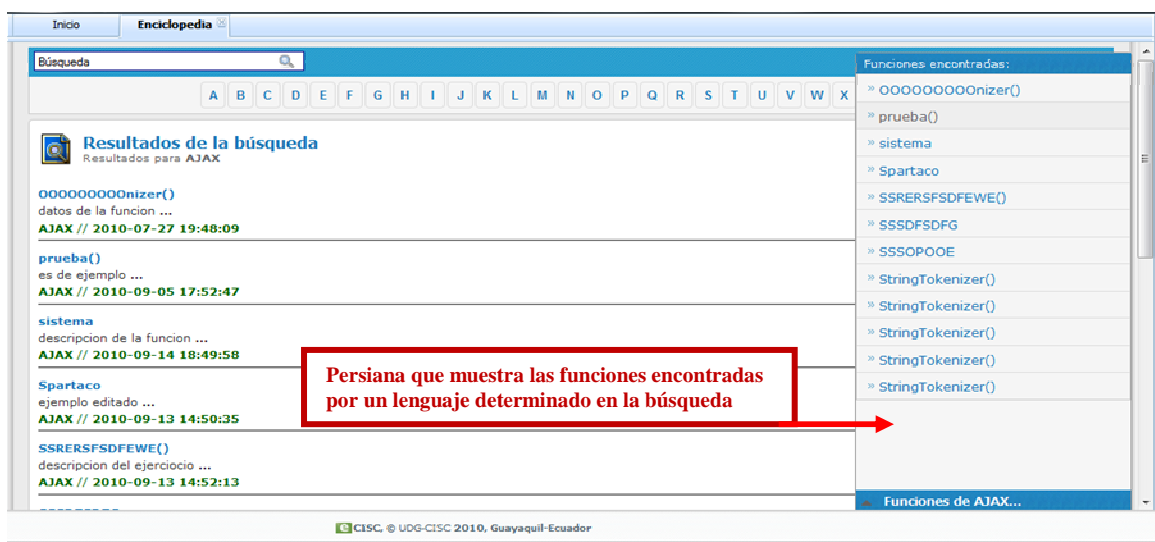 Inicio
Enciclopedia
Búsqueda
A B C D E F G H I J K L M N O P Q R S T U V W X
Resultados de la búsqueda
Resultados para AJAX
OOOOOOOOOnizer()
datos de la funcion ...
AJAX // 2010-07-27 19:48:09
prueba()
es de ejemplo ...
AJAX // 2010-09-05 17:52:47
sistema
descripcion de la funcion ...
AJAX // 2010-09-14 18:49:58
Spartaco
ejemplo editado ...
AJAX // 2010-09-13 14:50:35
SSRERSFSDFEWE()
descripcion del ejerciocio ...
AJAX // 2010-09-13 14:52:13
Funciones encontradas:
» OOOOOOOOOnizer()
» prueba()
» sistema
» Spartaco
» SSRERSFSDFEWE()
» SSSDFSDFG
» SSSOPOOE
» StringTokenizer()
» StringTokenizer()
» StringTokenizer()
» StringTokenizer()
» StringTokenizer()
Persiana que muestra las funciones encontradas
por un lenguaje determinado en la búsqueda
Funciones de AJAX...
CISC, © UDG-CISC 2010, Guayaquil-Ecuador